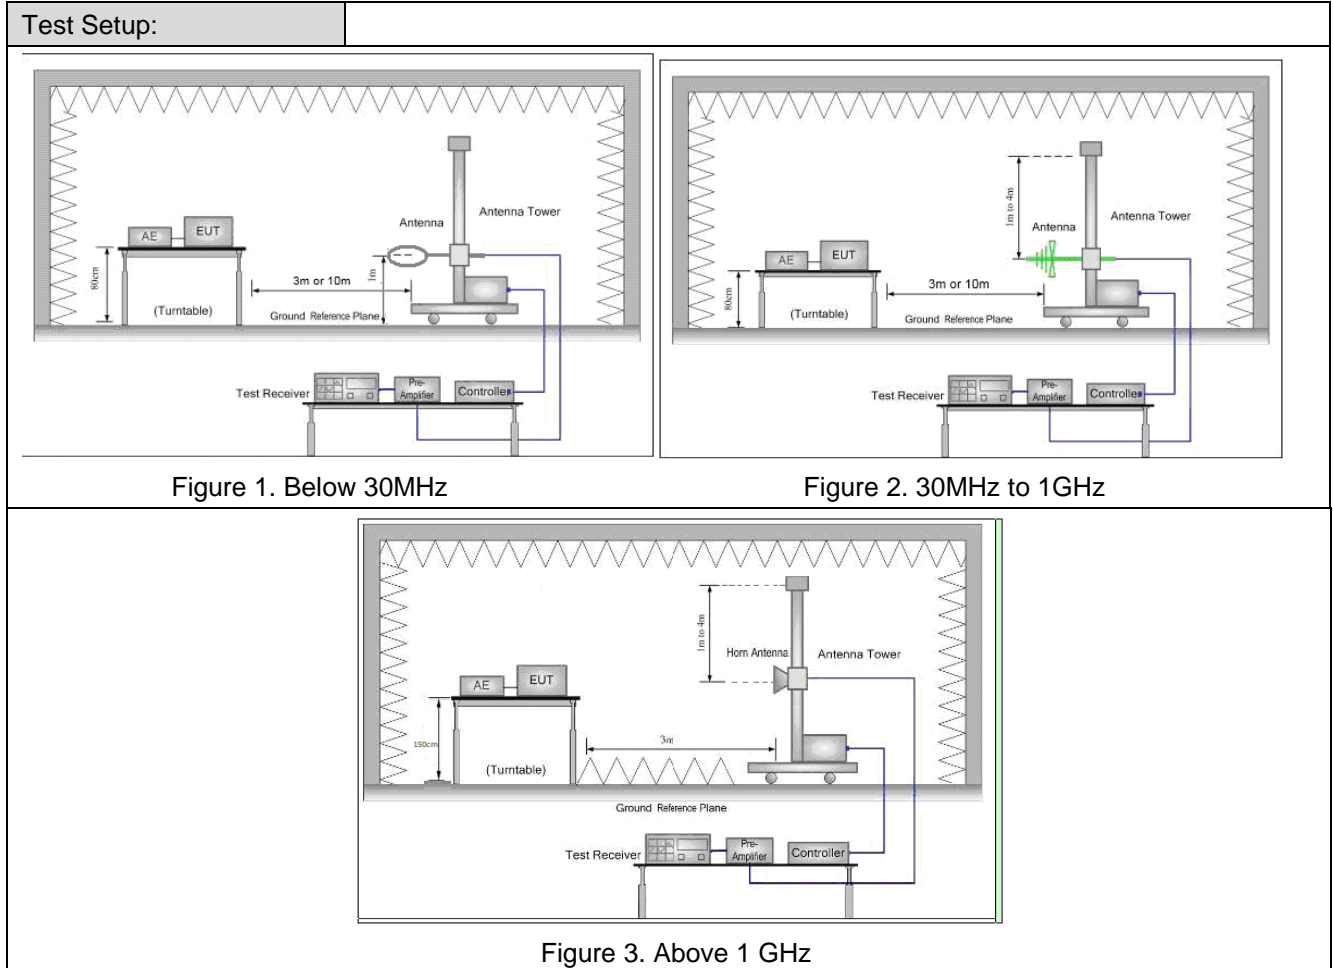 Test Setup:
Antenna
Antenna Tower
AE
EUT
80cm
1m
3m or 10m
(Turntable)
Ground Reference Plane
Test Receiver
Pre-
Amplifier
Controller
Figure 1. Below 30MHz
1m to 4m
Antenna
Antenna Tower
AE
EUT
80cm
3m or 10m
(Turntable)
Ground Reference Plane
Test Receiver
Pre-
Amplifier
Controller
Figure 2. 30MHz to 1GHz
1m to 4m
Horn Antenna
Antenna Tower
AE
EUT
150cm
3m
(Turntable)
Ground Reference Plane
Test Receiver
Pre-
Amplifier
Controller
Figure 3. Above 1 GHz